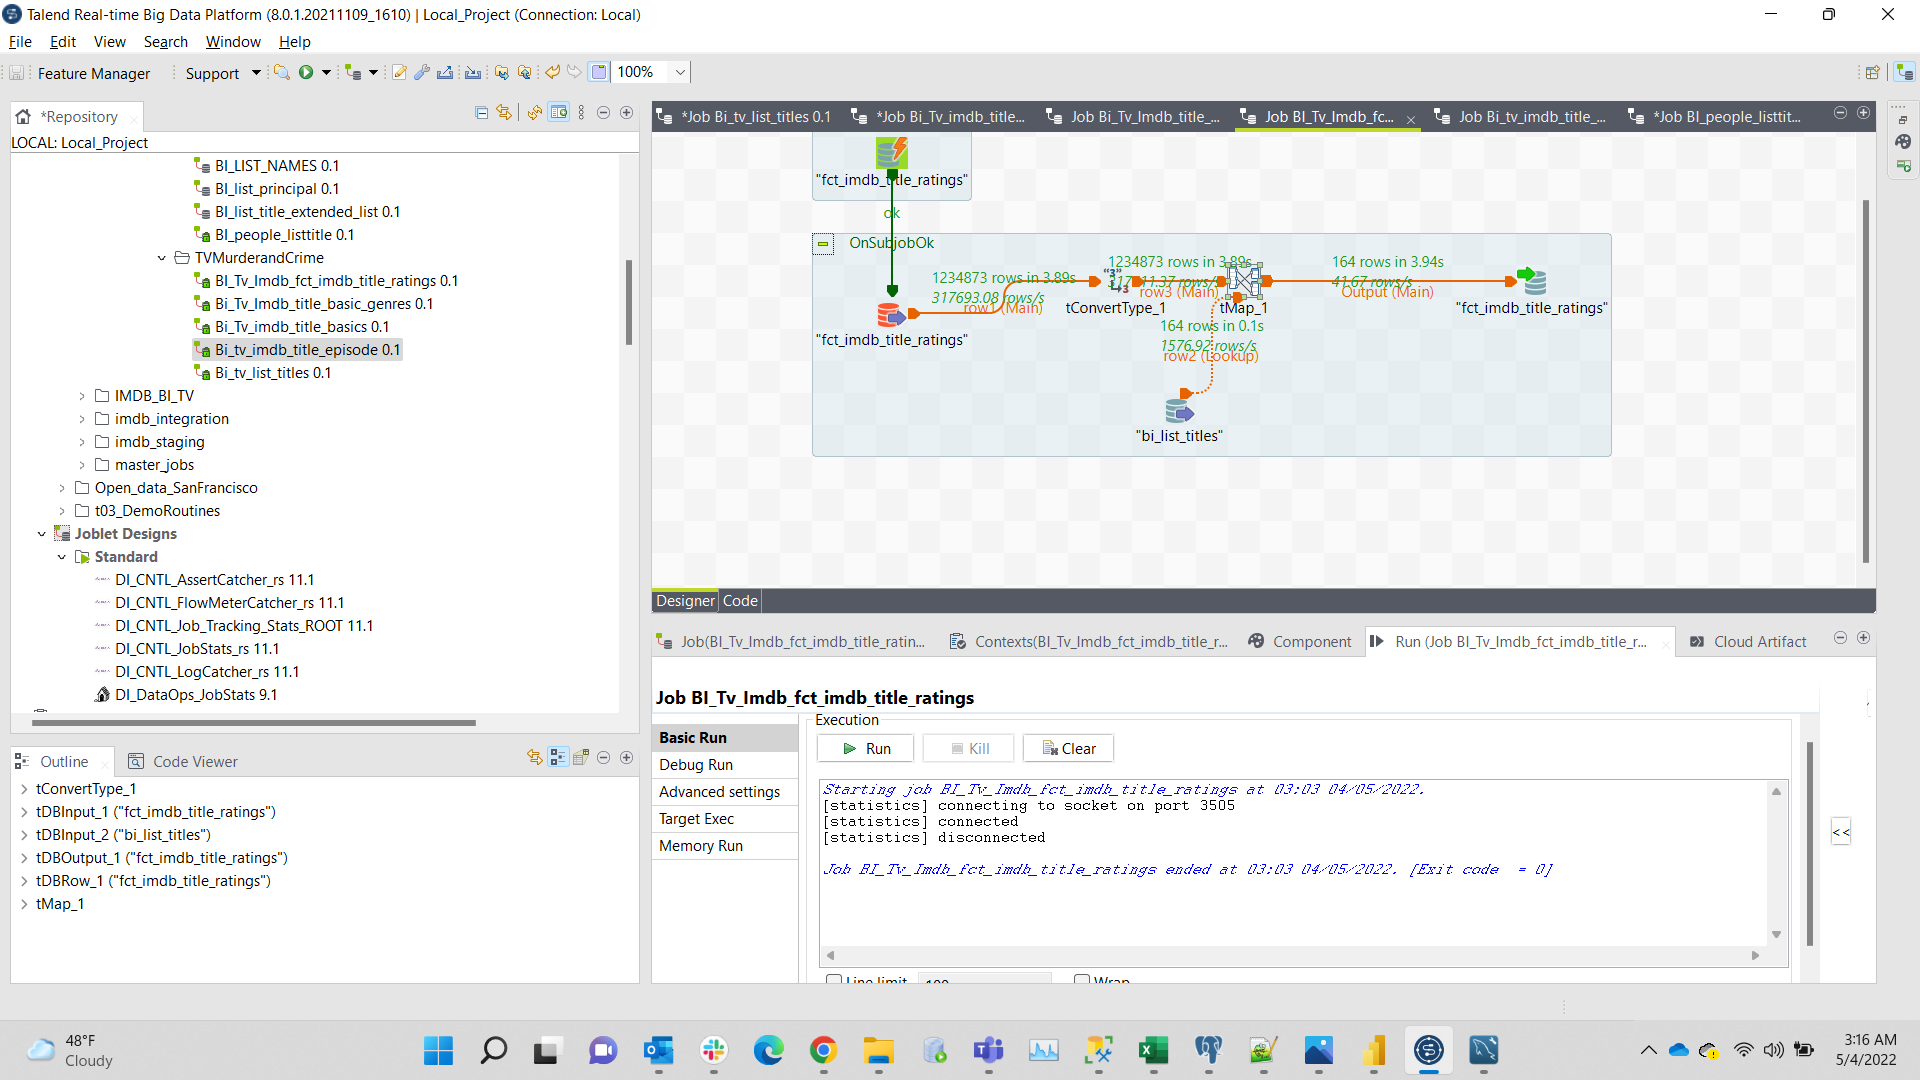 Talend Real-time Big Data Platform (8.0.1.20211109_1610) | Local_Project (Connection: Local)
File Edit View Search Window Help
Feature Manager Support 100%
*Repository
LOCAL: Local_Project
BI_LIST_NAMES 0.1
BI_list_principal 0.1
BI_list_title_extended_list 0.1
BI_people_listtitle 0.1
TVMurderandCrime
BI_Tv_Imdb_fct_imdb_title_ratings 0.1
Bi_Tv_Imdb_title_basic_genres 0.1
Bi_Tv_imdb_title_basics 0.1
Bi_tv_imdb_title_episode 0.1
Bi_tv_list_titles 0.1
IMDB_BI_TV
imdb_integration
imdb_staging
master_jobs
Open_data_SanFrancisco
t03_DemoRoutines
Joblet Designs
Standard
DI_CNTL_AssertCatcher_rs 11.1
DI_CNTL_FlowMeterCatcher_rs 11.1
DI_CNTL_Job_Tracking_Stats_ROOT 11.1
DI_CNTL_JobStats_rs 11.1
DI_CNTL_LogCatcher_rs 11.1
DI_DataOps_JobStats 9.1
Outline Code Viewer
tConvertType_1
tDBInput_1 ("fct_imdb_title_ratings")
tDBInput_2 ("bi_list_titles")
tDBOutput_1 ("fct_imdb_title_ratings")
tDBRow_1 ("fct_imdb_title_ratings")
tMap_1
*Job Bi_tv_list_titles 0.1 *Job Bi_Tv_imdb_title... Job Bi_Tv_Imdb_title_... Job BI_Tv_Imdb_fc... Job Bi_tv_imdb_title_... *Job BI_people_listtit...
"fct_imdb_title_ratings"
ok
OnSubjobOk
1234873 rows in 3.89s
317693.08 rows/s
row1 (Main)
"fct_imdb_title_ratings"
1234873 rows in 3.89s
row3 (Main)
tConvertType_1
tMap_1
164 rows in 3.94s
41.67 rows/s
Output (Main)
"fct_imdb_title_ratings"
164 rows in 0.1s
1576.92 rows/s
row2 (Lookup)
"bi_list_titles"
Designer Code
Job(BI_Tv_Imdb_fct_imdb_title_ratin... Contexts(BI_Tv_Imdb_fct_imdb_title_r... Component Run (Job BI_Tv_Imdb_fct_imdb_title_r... Cloud Artifact
Job BI_Tv_Imdb_fct_imdb_title_ratings
Basic Run
Debug Run
Advanced settings
Target Exec
Memory Run
Execution
Run Kill Clear
Starting job BI_Tv_Imdb_fct_imdb_title_ratings at 03:03 04/05/2022.
[statistics] connecting to socket on port 3505
[statistics] connected
[statistics] disconnected
Job BI_Tv_Imdb_fct_imdb_title_ratings ended at 03:03 04/05/2022. [Exit code = 0]
<<
Line limit 100 Wrap
48°F
Cloudy
3:16 AM
5/4/2022